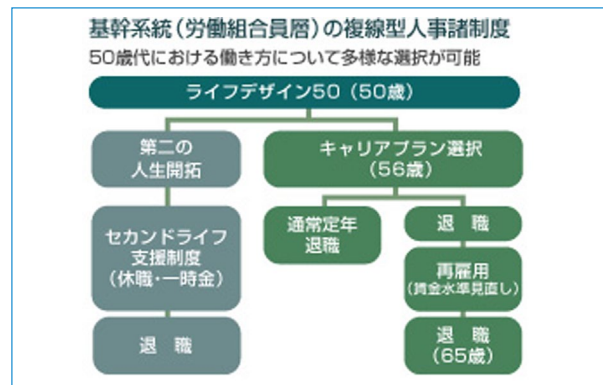 基幹系統(労働組合員層)の複線型人事諸制度
50歳代における働き方について多様な選択が可能
ライフデザイン50(50歳)
第二の
人生開拓
キャリアプラン選択
(56歳)
セカンドライフ
支援制度
(休職・一時金)
通常定年
退職
退 職
再雇用
(賃金水準見直し)
退 職
退 職
(65歳)